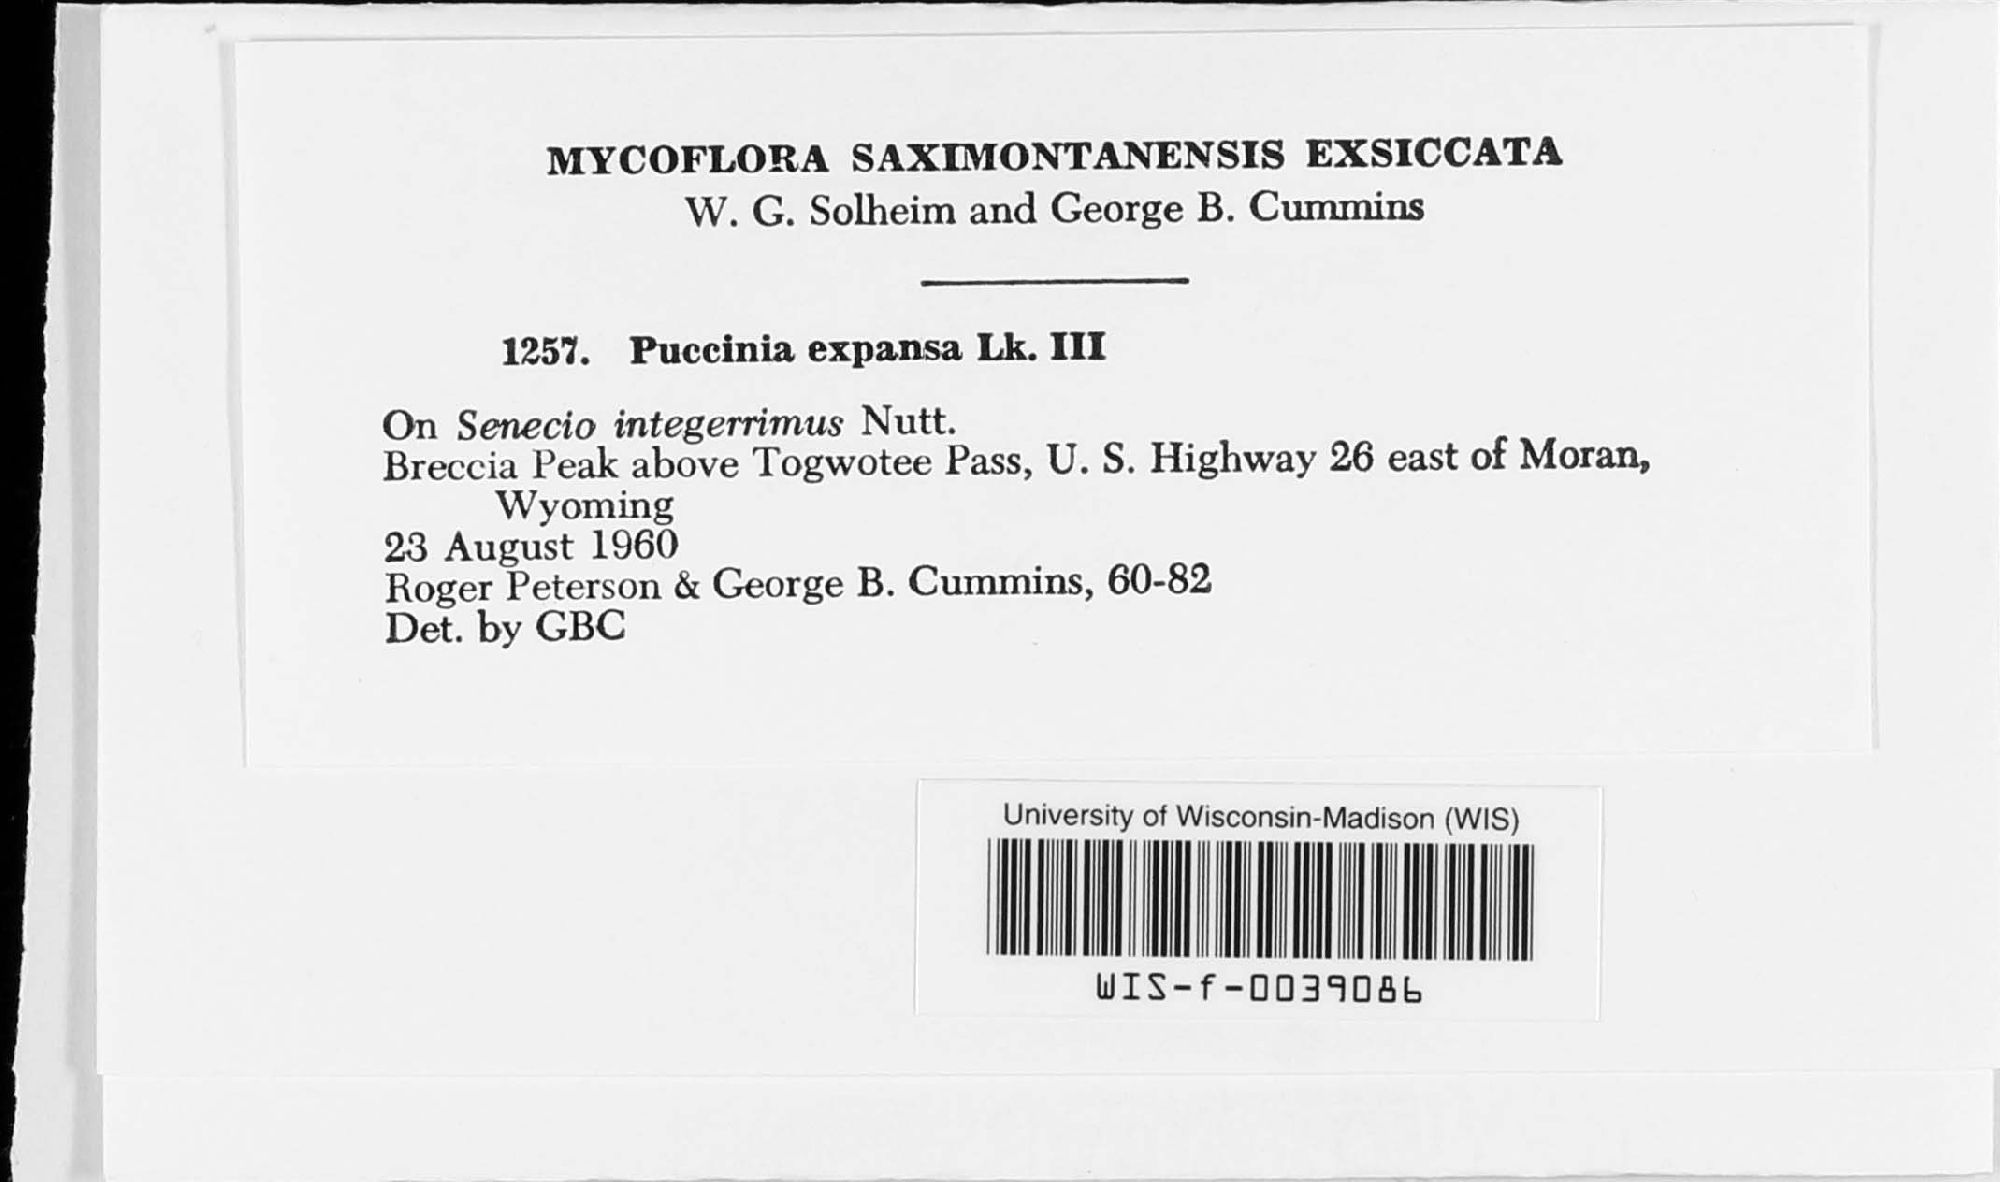 MYCOFLORA SAXIMONTANENSIS EXSICCATA
W. G. Solheim and George B. Cummins
1257. Puccinia expansa Lk. III
On Senecio integerrimus Nutt.
Breccia Peak above Togwotee Pass, U. S. Highway 26 east of Moran,
Wyoming
23 August 1960
Roger Peterson & George B. Cummins, 60-82
Det. by GBC
University of Wisconsin-Madison (WIS)
WIS-f-0039086